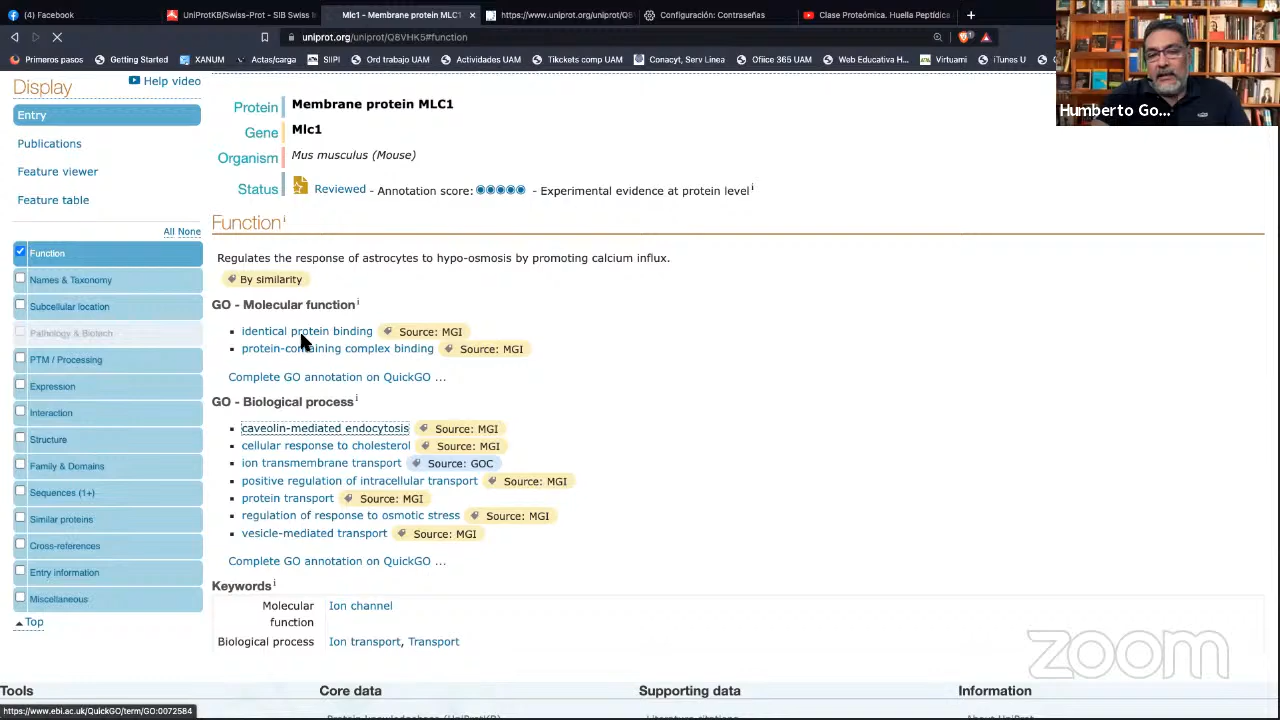 (4) Facebook
UniProtKB/Swiss-Prot - SIB Swiss I
Mlc1 - Membrane protein MLC1
https://www.uniprot.org/uniprot/Q8
Configuración: Contraseñas
Clase Proteómica. Huella Peptídica
uniprot.org/uniprot/Q8VHK5#function
Primeros pasos
Getting Started
XANUM
Actas/carga
SIIPI
Ord trabajo UAM
Actividades UAM
Tikckets comp UAM
Conacyt, Serv Linea
Ofiice 365 UAM
Web Educativa H...
Virtuami
iTunes U
Humberto Go...
Display
Help video
Entry
Publications
Feature viewer
Feature table
All None
Function
Names & Taxonomy
Subcellular location
Pathology & Biotech
PTM / Processing
Expression
Interaction
Structure
Family & Domains
Sequences (1+)
Similar proteins
Cross-references
Entry information
Miscellaneous
Top
Protein Membrane protein MLC1
Gene Mlc1
Organism Mus musculus (Mouse)
Status Reviewed - Annotation score: - Experimental evidence at protein level i
Function i
Regulates the response of astrocytes to hypo-osmosis by promoting calcium influx.
By similarity
GO - Molecular function i
identical protein binding Source: MGI
protein-containing complex binding Source: MGI
Complete GO annotation on QuickGO ...
GO - Biological process i
caveolin-mediated endocytosis Source: MGI
cellular response to cholesterol Source: MGI
ion transmembrane transport Source: GOC
positive regulation of intracellular transport Source: MGI
protein transport Source: MGI
regulation of response to osmotic stress Source: MGI
vesicle-mediated transport Source: MGI
Complete GO annotation on QuickGO ...
Keywords i
Molecular function Ion channel
Biological process Ion transport, Transport
zoom
Tools
Core data
Supporting data
Information
https://www.ebi.ac.uk/QuickGO/term/GO:0072584